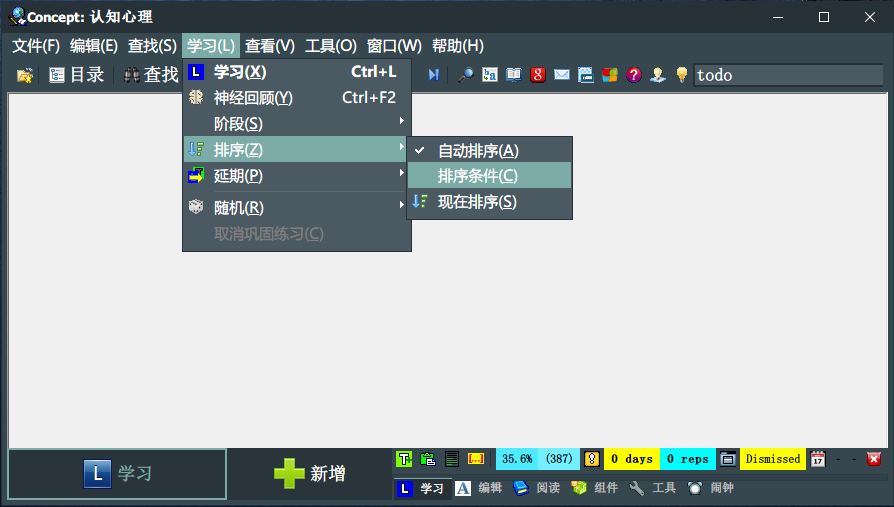 Concept: 认知心理
文件(F) 编辑(E) 查找(S) 学习(L) 查看(V) 工具(O) 窗口(W) 帮助(H)
目录 查找 todo
学习(X) Ctrl+L
神经回顾(Y) Ctrl+F2
阶段(S)
排序(Z)
延期(P)
随机(R)
取消巩固练习(C)
自动排序(A)
排序条件(C)
现在排序(S)
L 学习 新增
35.6% (387) 0 days 0 reps Dismissed 17 - -
L 学习 A 编辑 阅读 组件 工具 闹钟